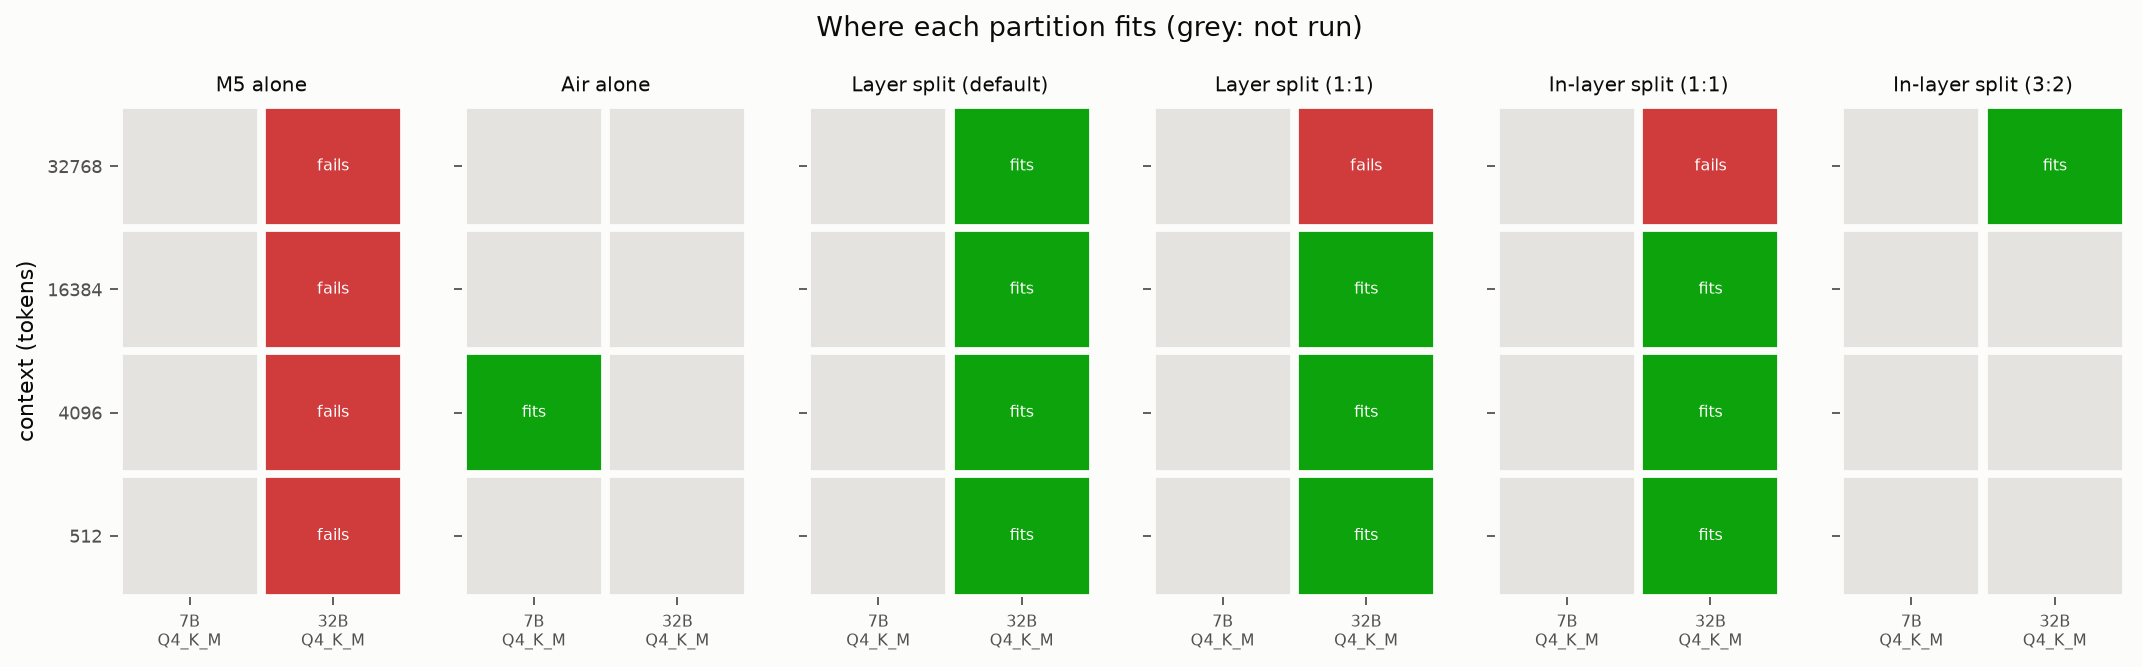 Where each partition fits (grey: not run)
M5 alone
Air alone
Layer split (default)
Layer split (1:1)
In-layer split (1:1)
In-layer split (3:2)
context (tokens)
32768
fails
fits
fails
fails
fits
16384
fails
fits
fits
fits
4096
fails
fits
fits
fits
fits
512
fails
fits
fits
fits
7B
Q4_K_M
32B
Q4_K_M
7B
Q4_K_M
32B
Q4_K_M
7B
Q4_K_M
32B
Q4_K_M
7B
Q4_K_M
32B
Q4_K_M
7B
Q4_K_M
32B
Q4_K_M
7B
Q4_K_M
32B
Q4_K_M